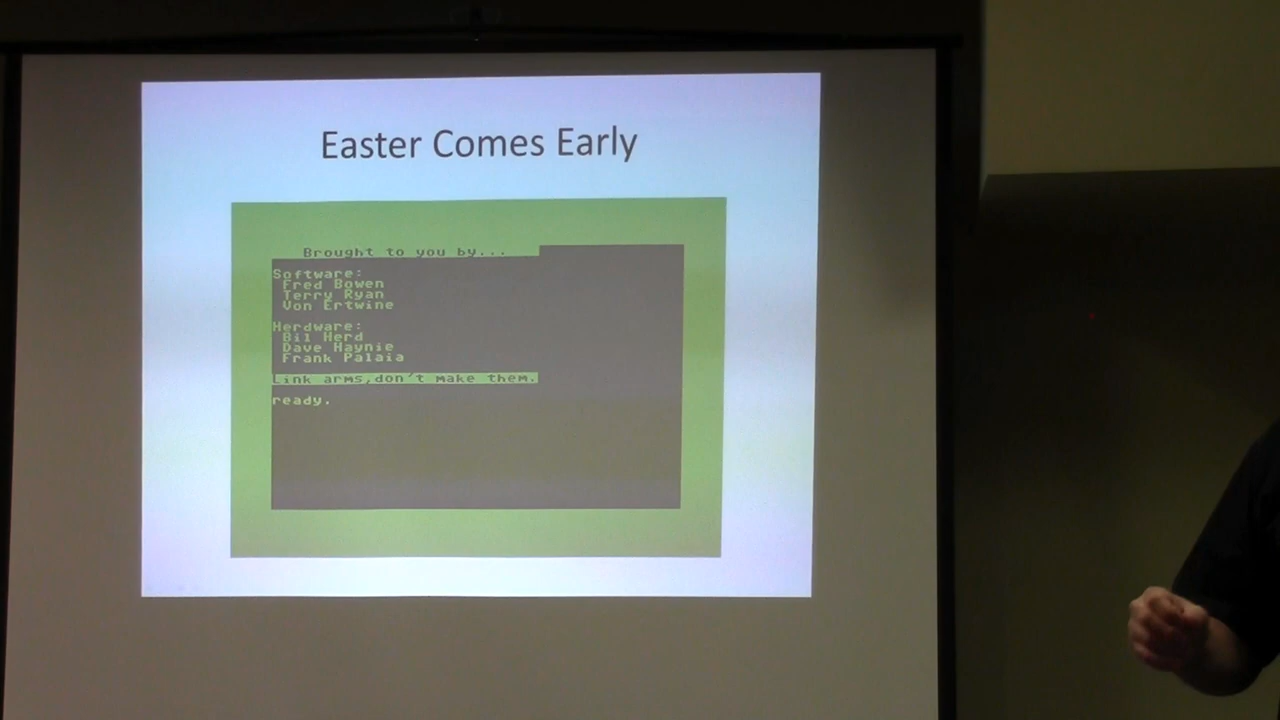 Easter Comes Early
Brought to you by...
Software:
Fred Bowen
Terry Ryan
Von Ertwine
Herdware:
Bil Herd
Dave Haynie
Frank Palaia
Link arms,don't make them.
ready.